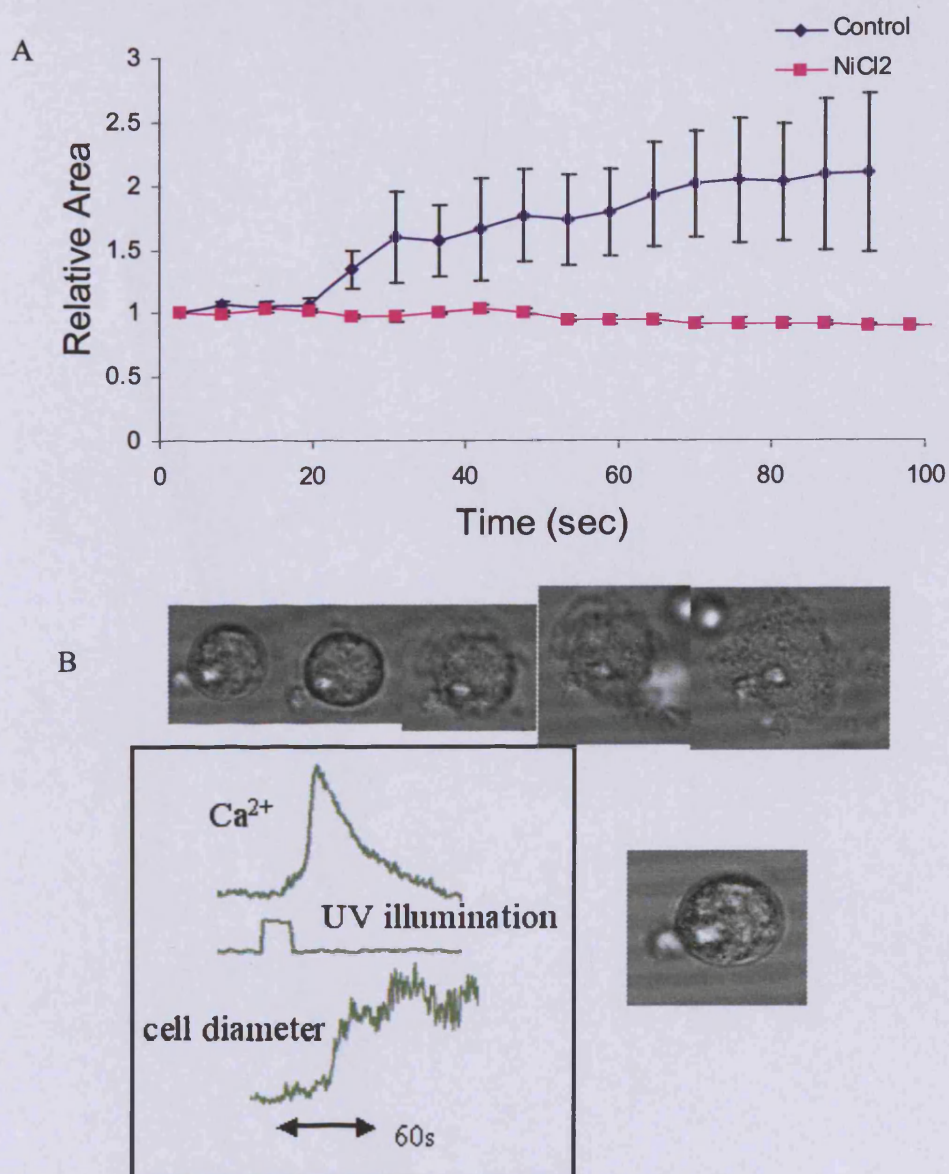 A
Control
NiCl2
3
2.5
2
1.5
1
0.5
0
Relative Area
0 20 40 60 80 100
Time (sec)
B
Ca²⁺
UV illumination
cell diameter
60s